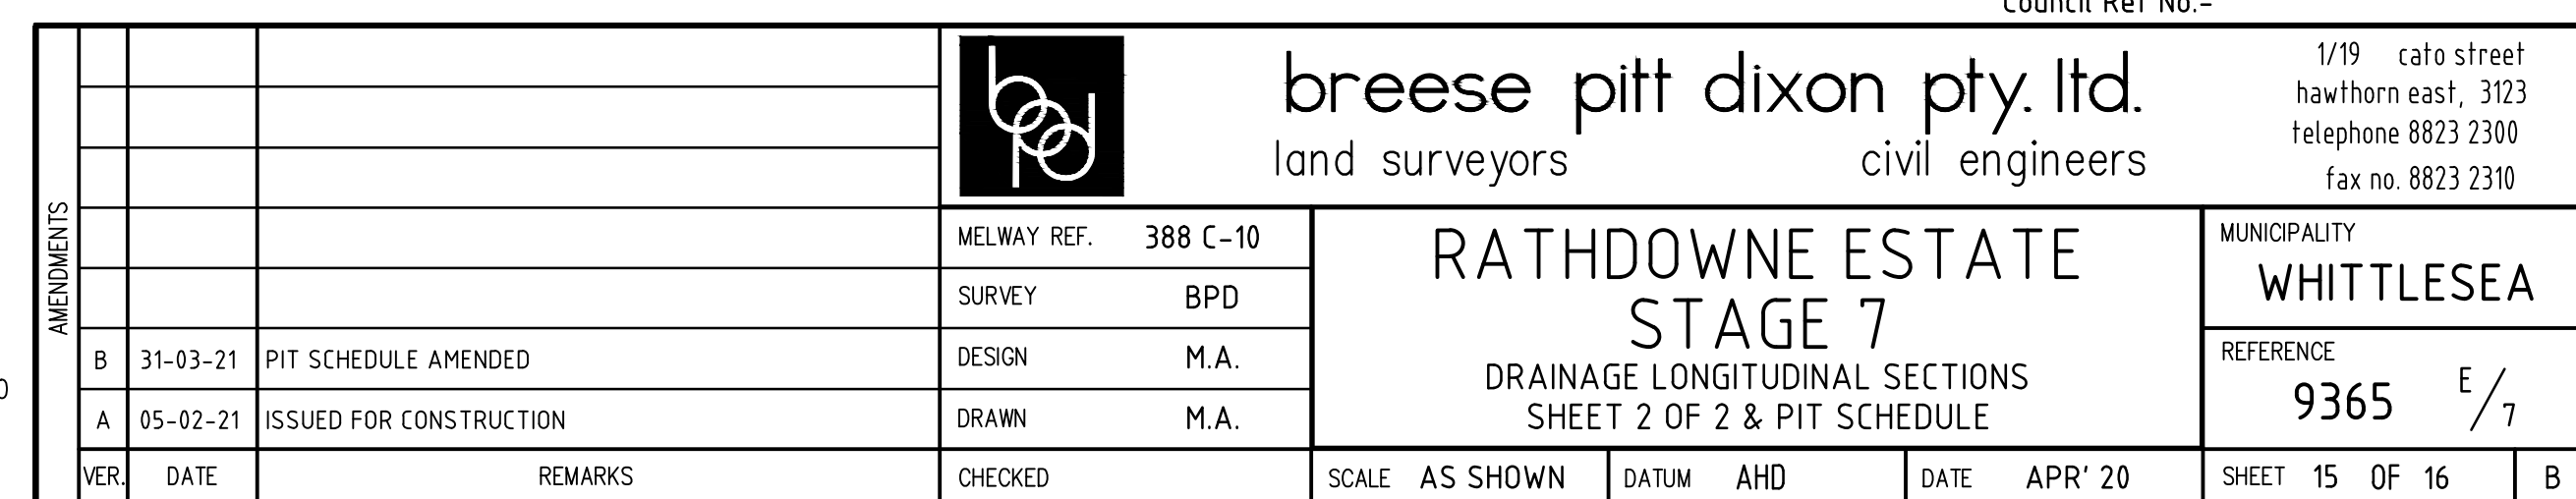 Council Ref No.-
AMENDMENTS
B 31-03-21 PIT SCHEDULE AMENDED
A 05-02-21 ISSUED FOR CONSTRUCTION
VER. DATE REMARKS
bpd
breese pitt dixon pty. ltd.
land surveyors civil engineers
1/19 cato street
hawthorn east, 3123
telephone 8823 2300
fax no. 8823 2310
MELWAY REF. 388 C-10
SURVEY BPD
DESIGN M.A.
DRAWN M.A.
CHECKED
RATHDOWNE ESTATE
STAGE 7
DRAINAGE LONGITUDINAL SECTIONS
SHEET 2 OF 2 & PIT SCHEDULE
SCALE AS SHOWN DATUM AHD DATE APR' 20
MUNICIPALITY
WHITTLESEA
REFERENCE
9365 E/7
SHEET 15 OF 16 B